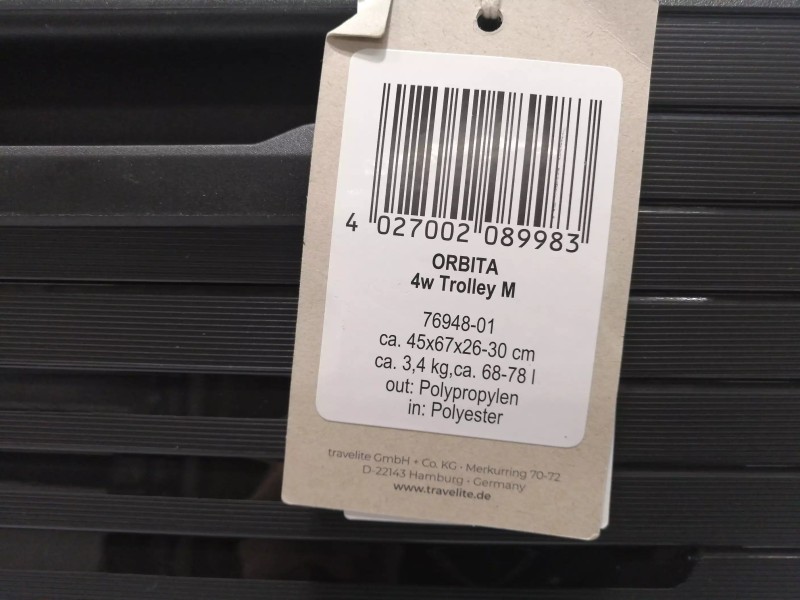 4 027002 089983
ORBITA
4w Trolley M
76948-01
ca. 45x67x26-30 cm
ca. 3,4 kg,ca. 68-78 l
out: Polypropylen
in: Polyester
travelite GmbH + Co. KG - Merkurring 70-72
D-22143 Hamburg - Germany
www.travelite.de